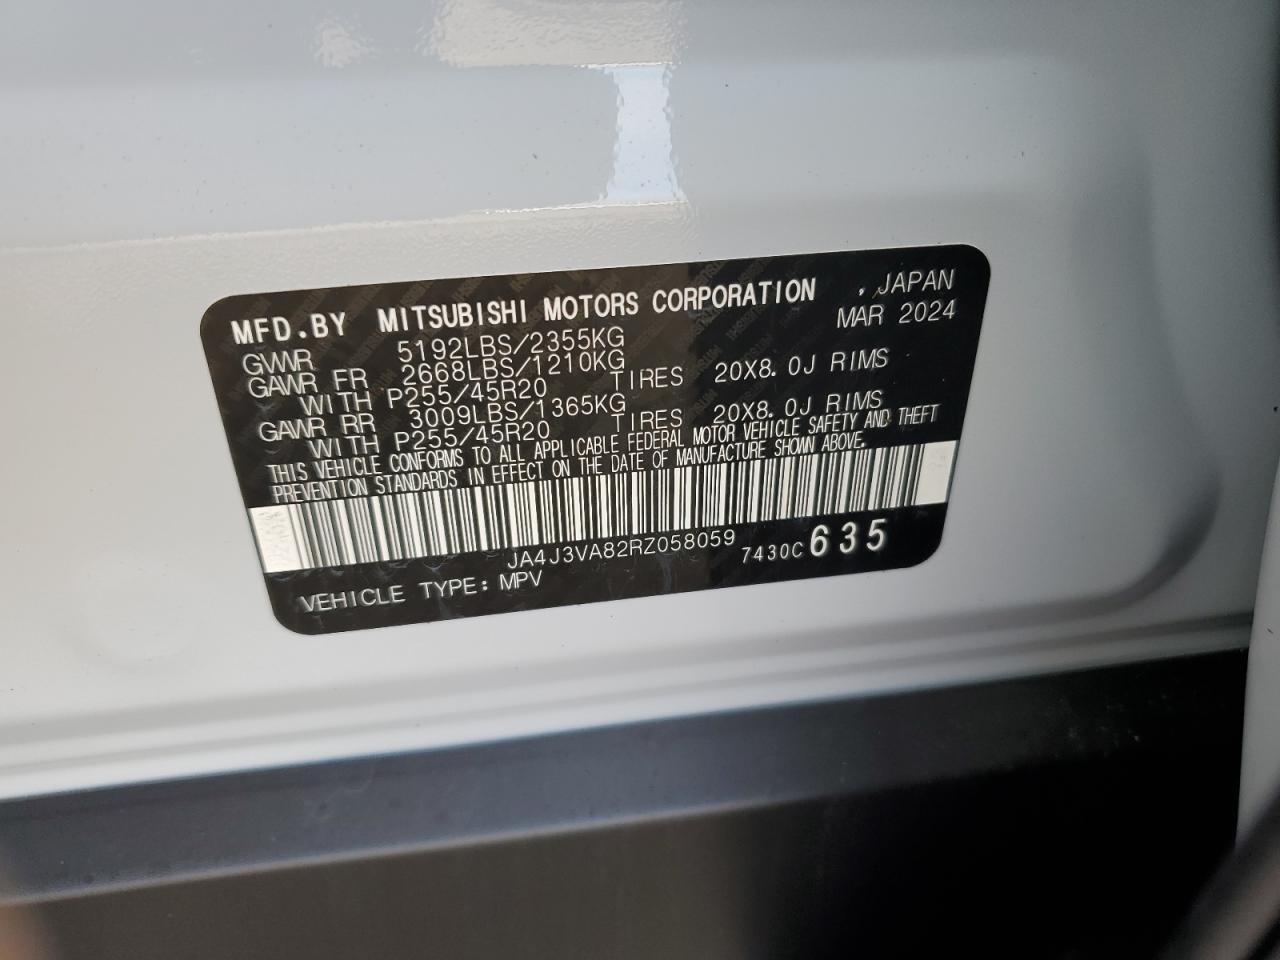 MFD.BY MITSUBISHI MOTORS CORPORATION , JAPAN
GVWR 5192LBS/2355KG MAR 2024
GAWR FR 2668LBS/1210KG
WITH P255/45R20 TIRES 20X8.0J RIMS
GAWR RR 3009LBS/1365KG
WITH P255/45R20 TIRES 20X8.0J RIMS
THIS VEHICLE CONFORMS TO ALL APPLICABLE FEDERAL MOTOR VEHICLE SAFETY AND THEFT
PREVENTION STANDARDS IN EFFECT ON THE DATE OF MANUFACTURE SHOWN ABOVE.
JA4J3VA82RZ058059 7430C 635
VEHICLE TYPE: MPV